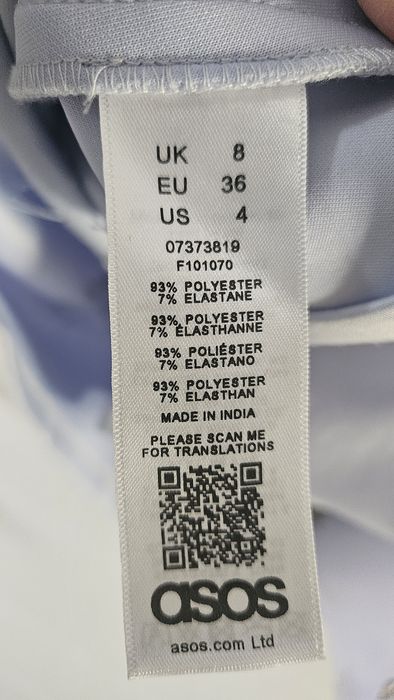 UK 8
EU 36
US 4
07373819
F101070
93% POLYESTER
7% ELASTANE
93% POLYESTER
7% ELASTHANNE
93% POLIÉSTER
7% ELASTANO
93% POLYESTER
7% ELASTHAN
MADE IN INDIA
PLEASE SCAN ME
FOR TRANSLATIONS
asos
asos.com Ltd